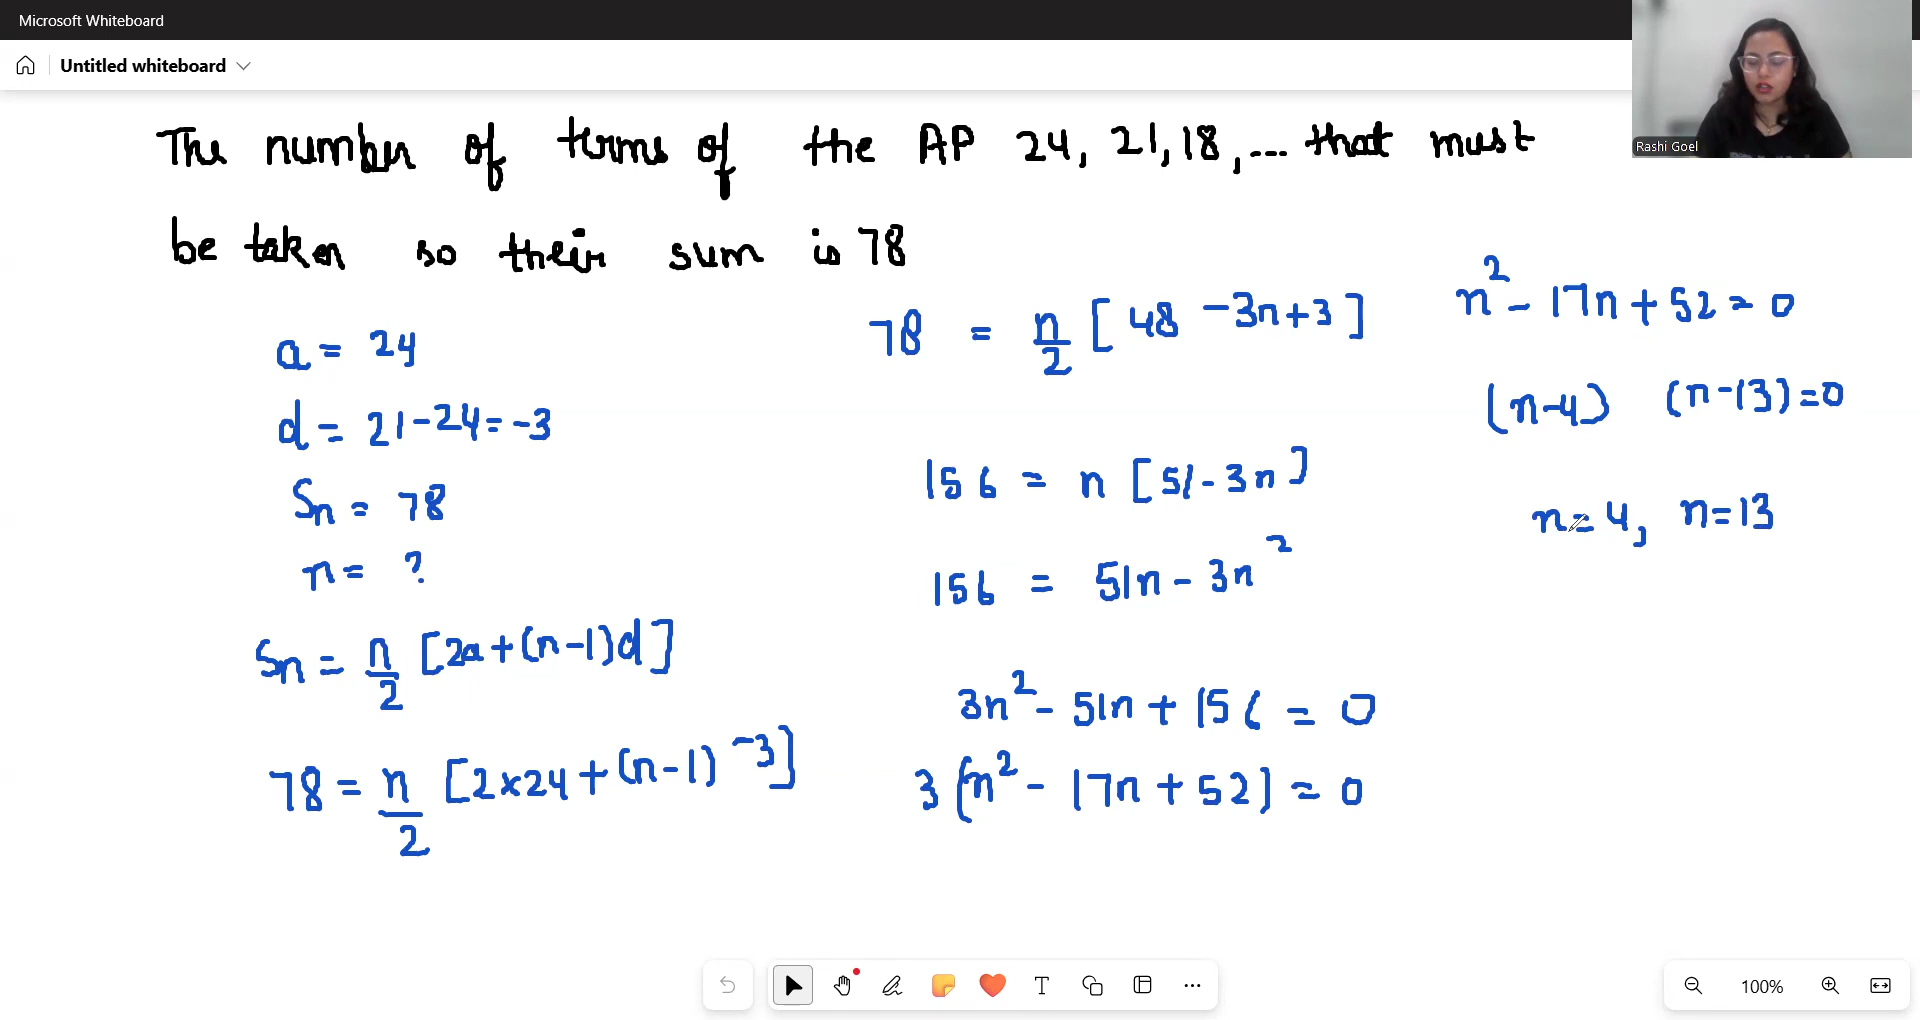 Microsoft Whiteboard
Untitled whiteboard
Rashi Goel
The number of terms of the AP 24, 21, 18, ... that must
be taken so their sum is 78
a = 24
d = 21 - 24 = -3
Sn = 78
n = ?
Sn = n/2 [2a + (n-1)d]
78 = n/2 [2×24 + (n-1) -3]
78 = n/2 [48 -3n+3]
156 = n [51 - 3n]
156 = 51n - 3n²
3n² - 51n + 156 = 0
3 (n² - 17n + 52) = 0
n² - 17n + 52 = 0
(n-4) (n-13) = 0
n = 4, n = 13
T
100%